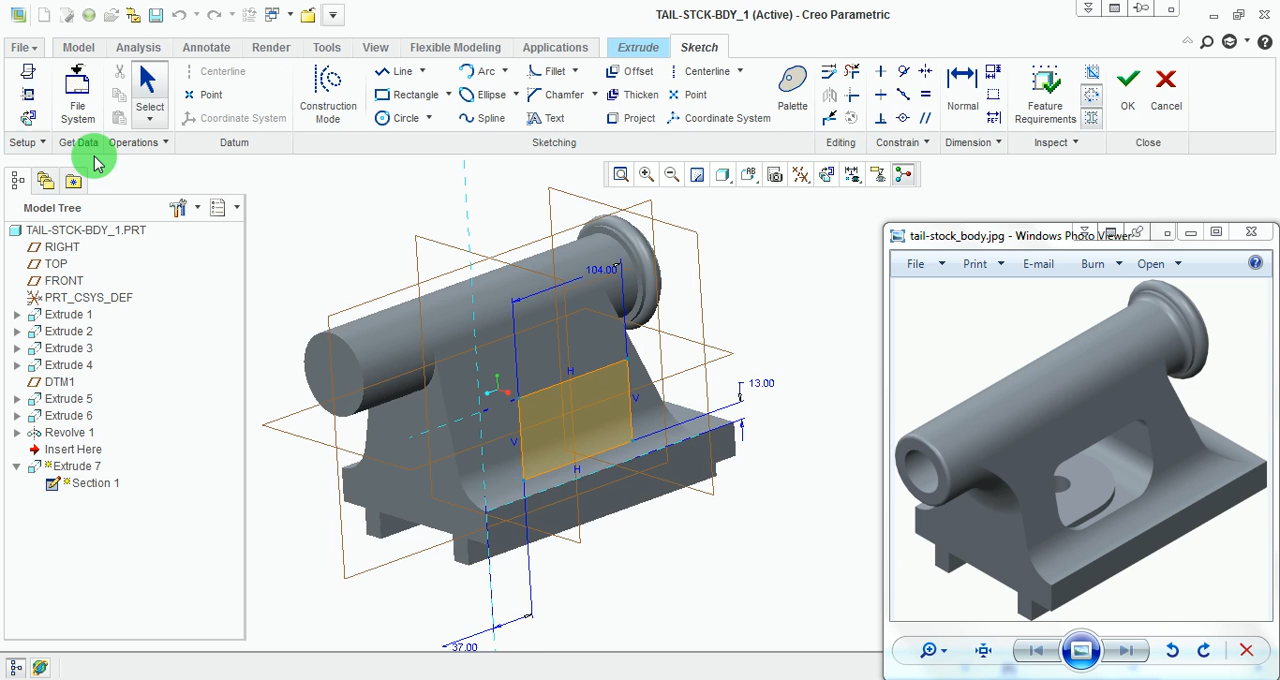 TAIL-STCK-BDY_1 (Active) - Creo Parametric
File Model Analysis Annotate Render Tools View Flexible Modeling Applications Extrude Sketch
File System
Select
Centerline
Point
Coordinate System
Construction Mode
Line
Rectangle
Circle
Arc
Ellipse
Spline
Fillet
Chamfer
Text
Offset
Thicken
Project
Centerline
Point
Coordinate System
Palette
Normal
Feature Requirements
OK
Cancel
Setup Get Data Operations Datum Sketching Editing Constrain Dimension Inspect Close
Model Tree
TAIL-STCK-BDY_1.PRT
RIGHT
TOP
FRONT
PRT_CSYS_DEF
Extrude 1
Extrude 2
Extrude 3
Extrude 4
DTM1
Extrude 5
Extrude 6
Revolve 1
Insert Here
Extrude 7
Section 1
104.00
H
13.00
V
V
H
37.00
tail-stock_body.jpg - Windows Photo Viewer
File Print E-mail Burn Open